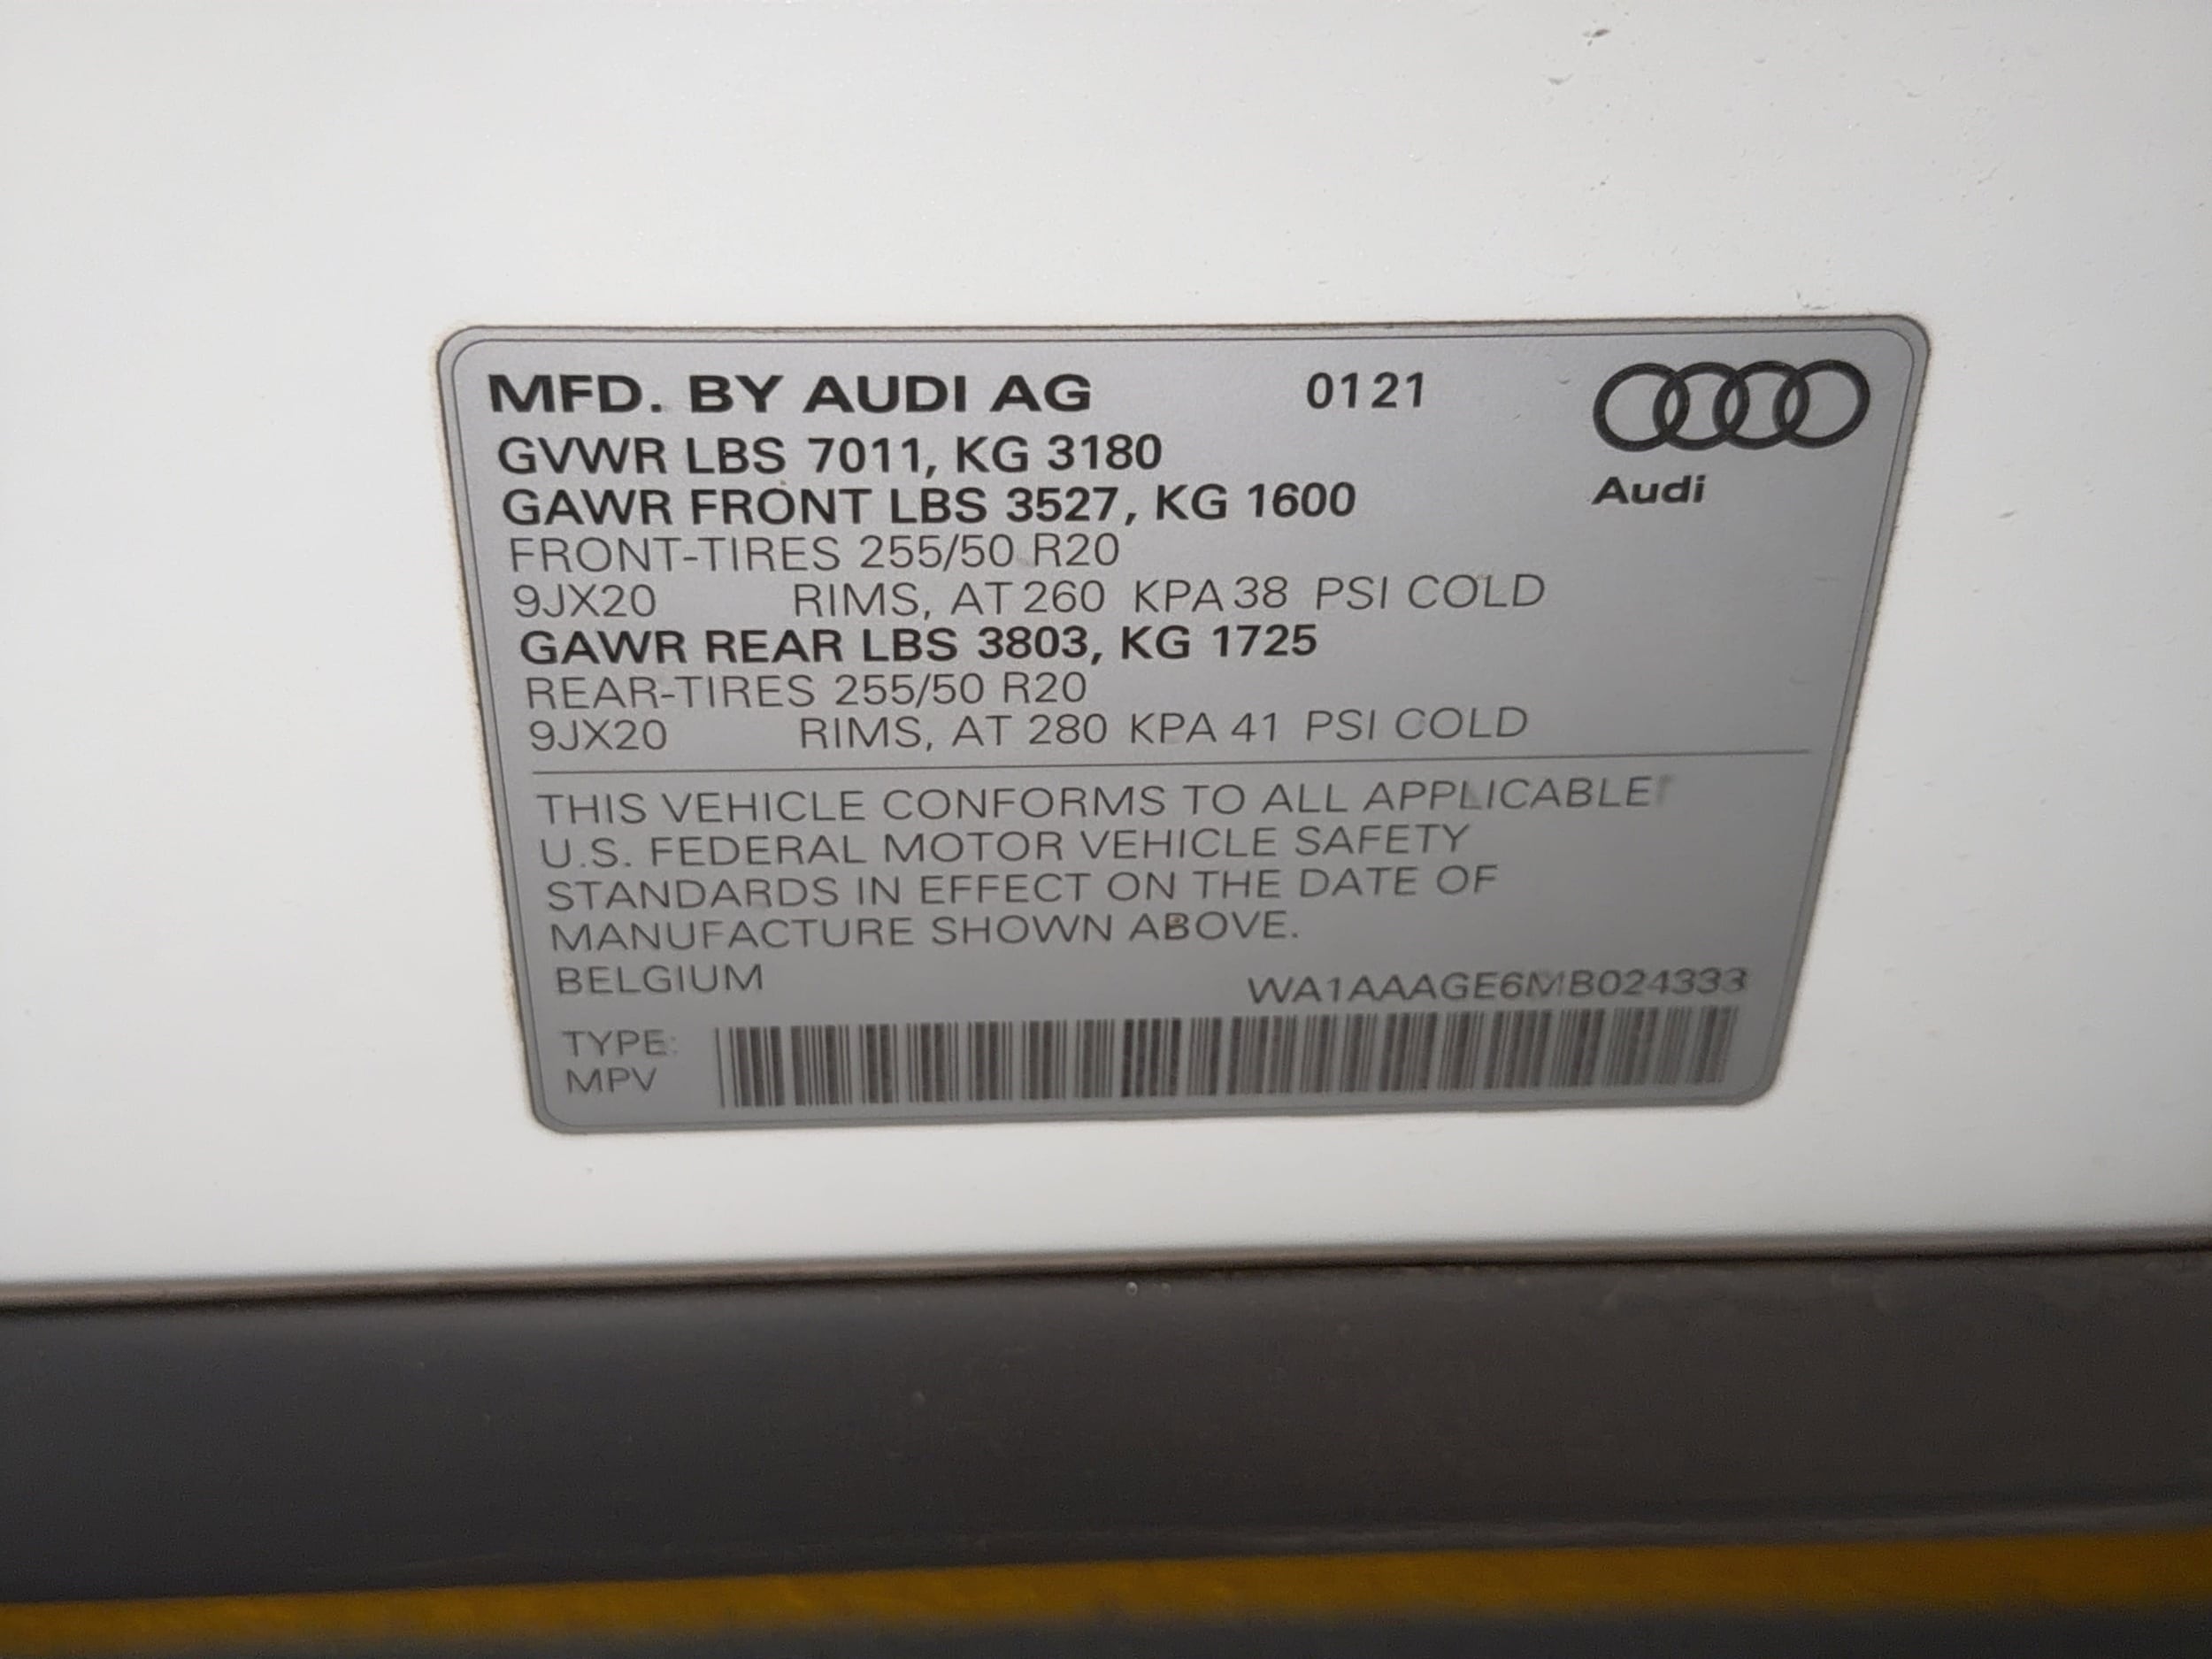 MFD. BY AUDI AG 0121
GVWR LBS 7011, KG 3180
GAWR FRONT LBS 3527, KG 1600
Audi
FRONT-TIRES 255/50 R20
9JX20 RIMS, AT 260 KPA 38 PSI COLD
GAWR REAR LBS 3803, KG 1725
REAR-TIRES 255/50 R20
9JX20 RIMS, AT 280 KPA 41 PSI COLD
THIS VEHICLE CONFORMS TO ALL APPLICABLE
U.S. FEDERAL MOTOR VEHICLE SAFETY
STANDARDS IN EFFECT ON THE DATE OF
MANUFACTURE SHOWN ABOVE.
BELGIUM WA1AAAGE6MB024333
TYPE:
MPV